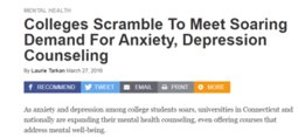 MENTAL HEALTH
Colleges Scramble To Meet Soaring
Demand For Anxiety, Depression
Counseling
By Laurie Tarkan March 27, 2019
RECOMMEND TWEET EMAIL PRINT MORE
As anxiety and depression among college students soars, universities in Connecticut and
nationally are expanding their mental health counseling, even offering courses that
address mental well-being.